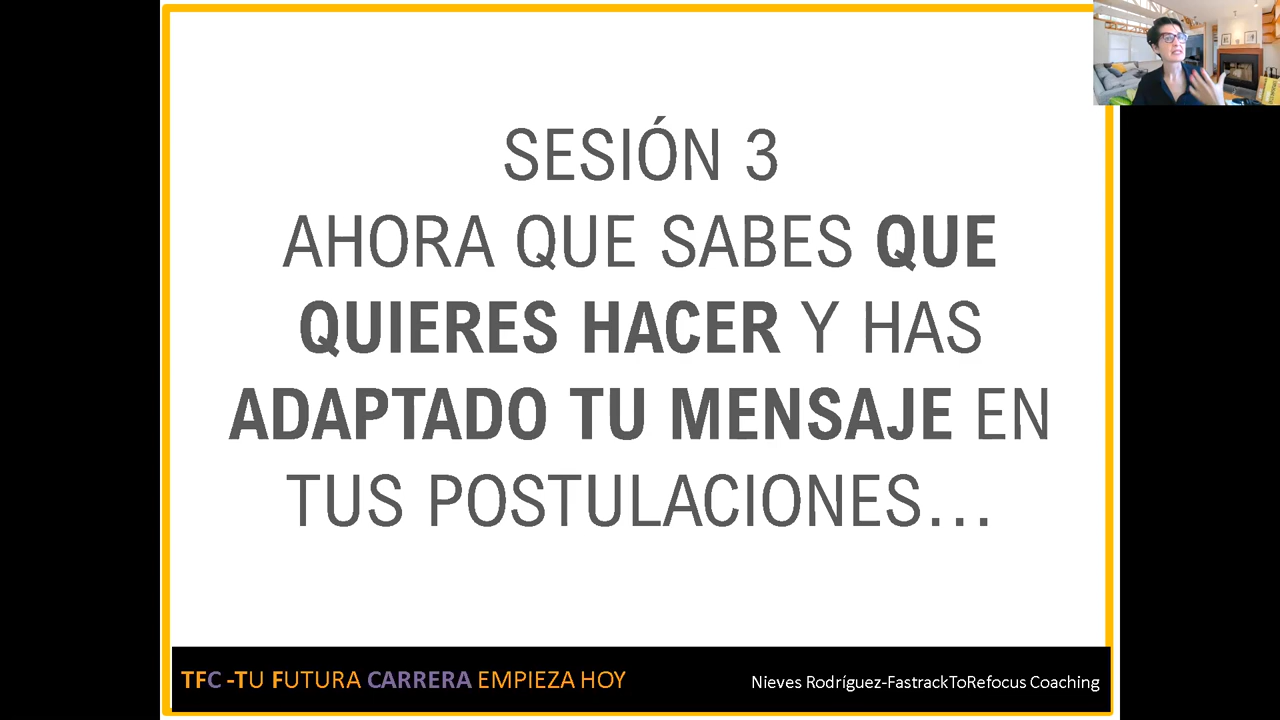 SESIÓN 3
AHORA QUE SABES QUE
QUIERES HACER Y HAS
ADAPTADO TU MENSAJE EN
TUS POSTULACIONES…
TFC -TU FUTURA CARRERA EMPIEZA HOY
Nieves Rodríguez-FastrackToRefocus Coaching